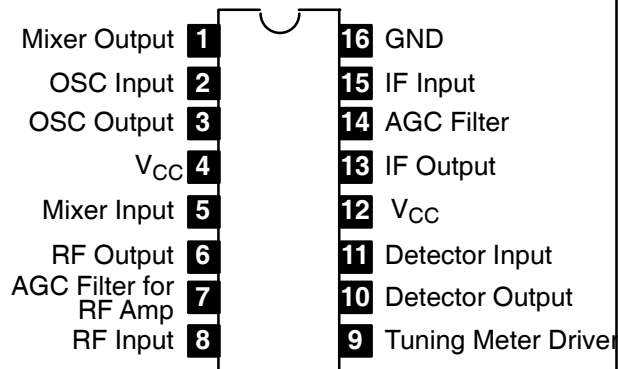 Mixer Output 1
OSC Input 2
OSC Output 3
VCC 4
Mixer Input 5
RF Output 6
AGC Filter for
RF Amp 7
RF Input 8
16 GND
15 IF Input
14 AGC Filter
13 IF Output
12 VCC
11 Detector Input
10 Detector Output
9 Tuning Meter Driver